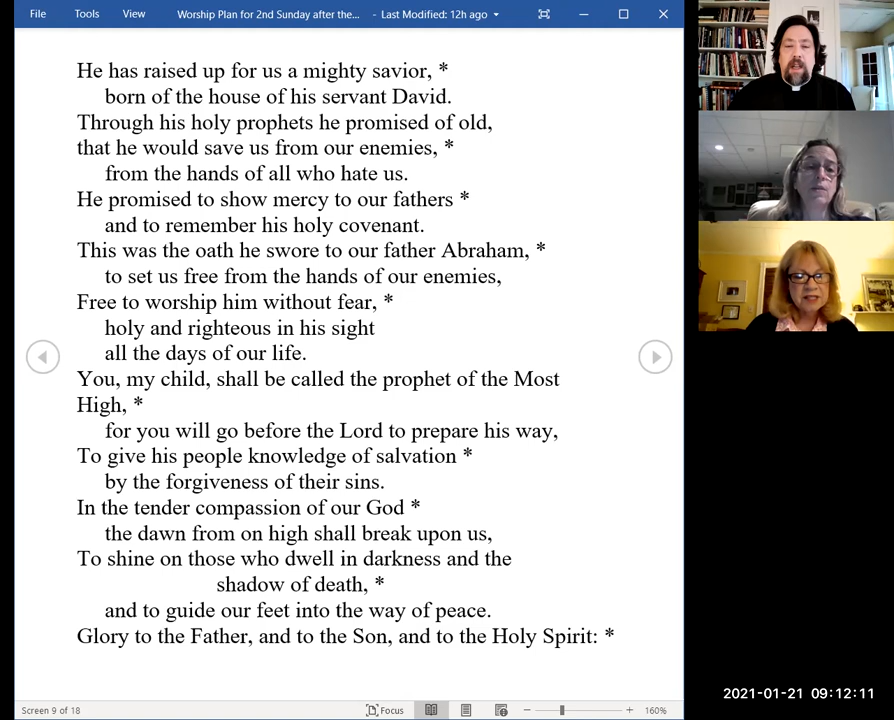 File Tools View Worship Plan for 2nd Sunday after the... - Last Modified: 12h ago
He has raised up for us a mighty savior, *
born of the house of his servant David.
Through his holy prophets he promised of old,
that he would save us from our enemies, *
from the hands of all who hate us.
He promised to show mercy to our fathers *
and to remember his holy covenant.
This was the oath he swore to our father Abraham, *
to set us free from the hands of our enemies,
Free to worship him without fear, *
holy and righteous in his sight
all the days of our life.
You, my child, shall be called the prophet of the Most
High, *
for you will go before the Lord to prepare his way,
To give his people knowledge of salvation *
by the forgiveness of their sins.
In the tender compassion of our God *
the dawn from on high shall break upon us,
To shine on those who dwell in darkness and the
shadow of death, *
and to guide our feet into the way of peace.
Glory to the Father, and to the Son, and to the Holy Spirit: *
Screen 9 of 18 Focus 160%
2021-01-21 09:12:11